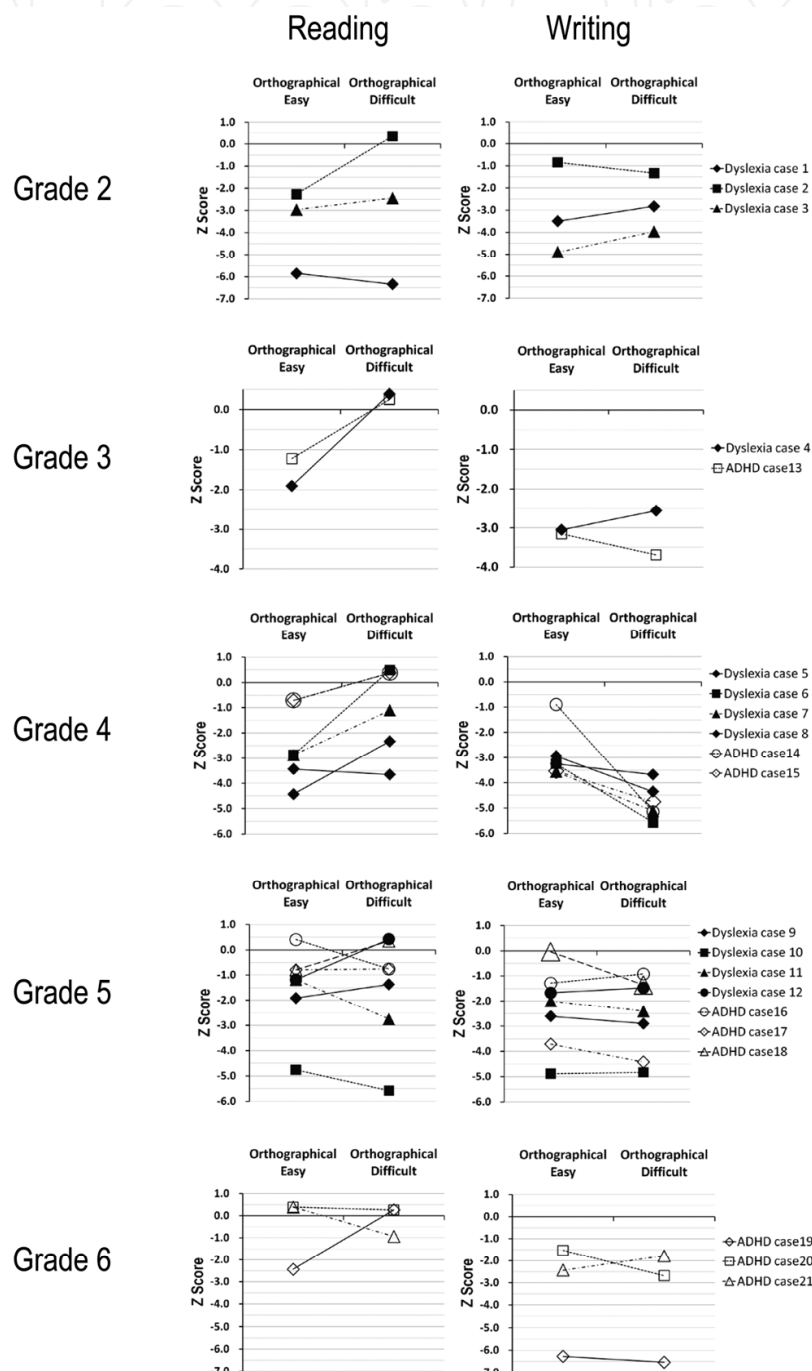 Reading Writing
Grade 2
Orthographical Orthographical
Easy Difficult
1.0
0.0
-1.0
-2.0
-3.0
-4.0
-5.0
-6.0
-7.0
Z Score
Orthographical Orthographical
Easy Difficult
1.0
0.0
-1.0
-2.0
-3.0
-4.0
-5.0
-6.0
-7.0
Z Score
Dyslexia case 1
Dyslexia case 2
Dyslexia case 3
Grade 3
Orthographical Orthographical
Easy Difficult
0.0
-1.0
-2.0
-3.0
-4.0
Z Score
Orthographical Orthographical
Easy Difficult
0.0
-1.0
-2.0
-3.0
-4.0
Z Score
Dyslexia case 4
ADHD case13
Grade 4
Orthographical Orthographical
Easy Difficult
1.0
0.0
-1.0
-2.0
-3.0
-4.0
-5.0
-6.0
Z Score
Orthographical Orthographical
Easy Difficult
1.0
0.0
-1.0
-2.0
-3.0
-4.0
-5.0
-6.0
Z Score
Dyslexia case 5
Dyslexia case 6
Dyslexia case 7
Dyslexia case 8
ADHD case14
ADHD case15
Grade 5
Orthographical Orthographical
Easy Difficult
1.0
0.0
-1.0
-2.0
-3.0
-4.0
-5.0
-6.0
Z Score
Orthographical Orthographical
Easy Difficult
1.0
0.0
-1.0
-2.0
-3.0
-4.0
-5.0
-6.0
Z Score
Dyslexia case 9
Dyslexia case 10
Dyslexia case 11
Dyslexia case 12
ADHD case16
ADHD case17
ADHD case18
Grade 6
Orthographical Orthographical
Easy Difficult
1.0
0.0
-1.0
-2.0
-3.0
-4.0
-5.0
-6.0
Z Score
Orthographical Orthographical
Easy Difficult
1.0
0.0
-1.0
-2.0
-3.0
-4.0
-5.0
-6.0
Z Score
ADHD case19
ADHD case20
ADHD case21